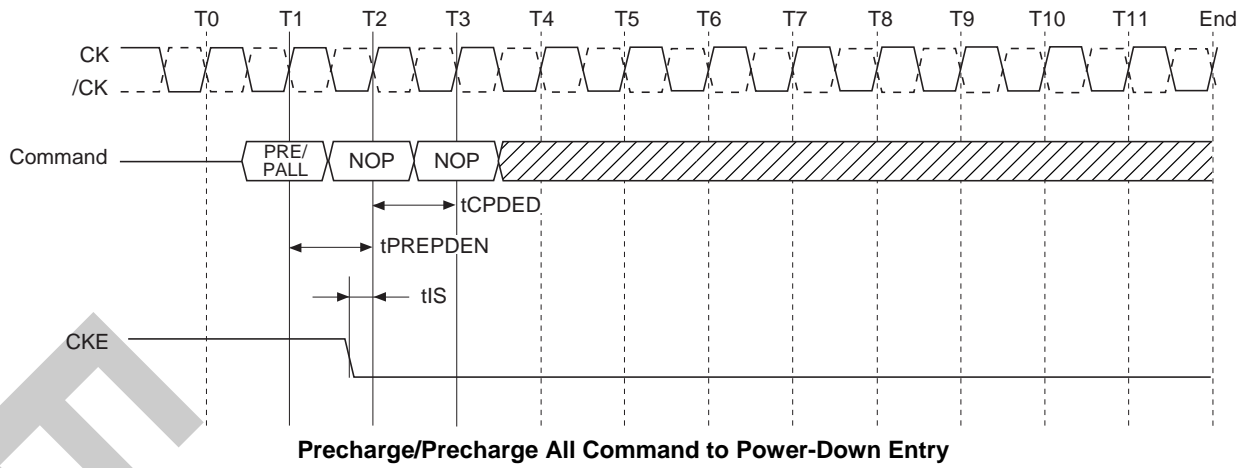 T0 T1 T2 T3 T4 T5 T6 T7 T8 T9 T10 T11 End
CK
/CK
Command
PRE/
PALL
NOP
NOP
tCPDED
tPREPDEN
tIS
CKE
Precharge/Precharge All Command to Power-Down Entry